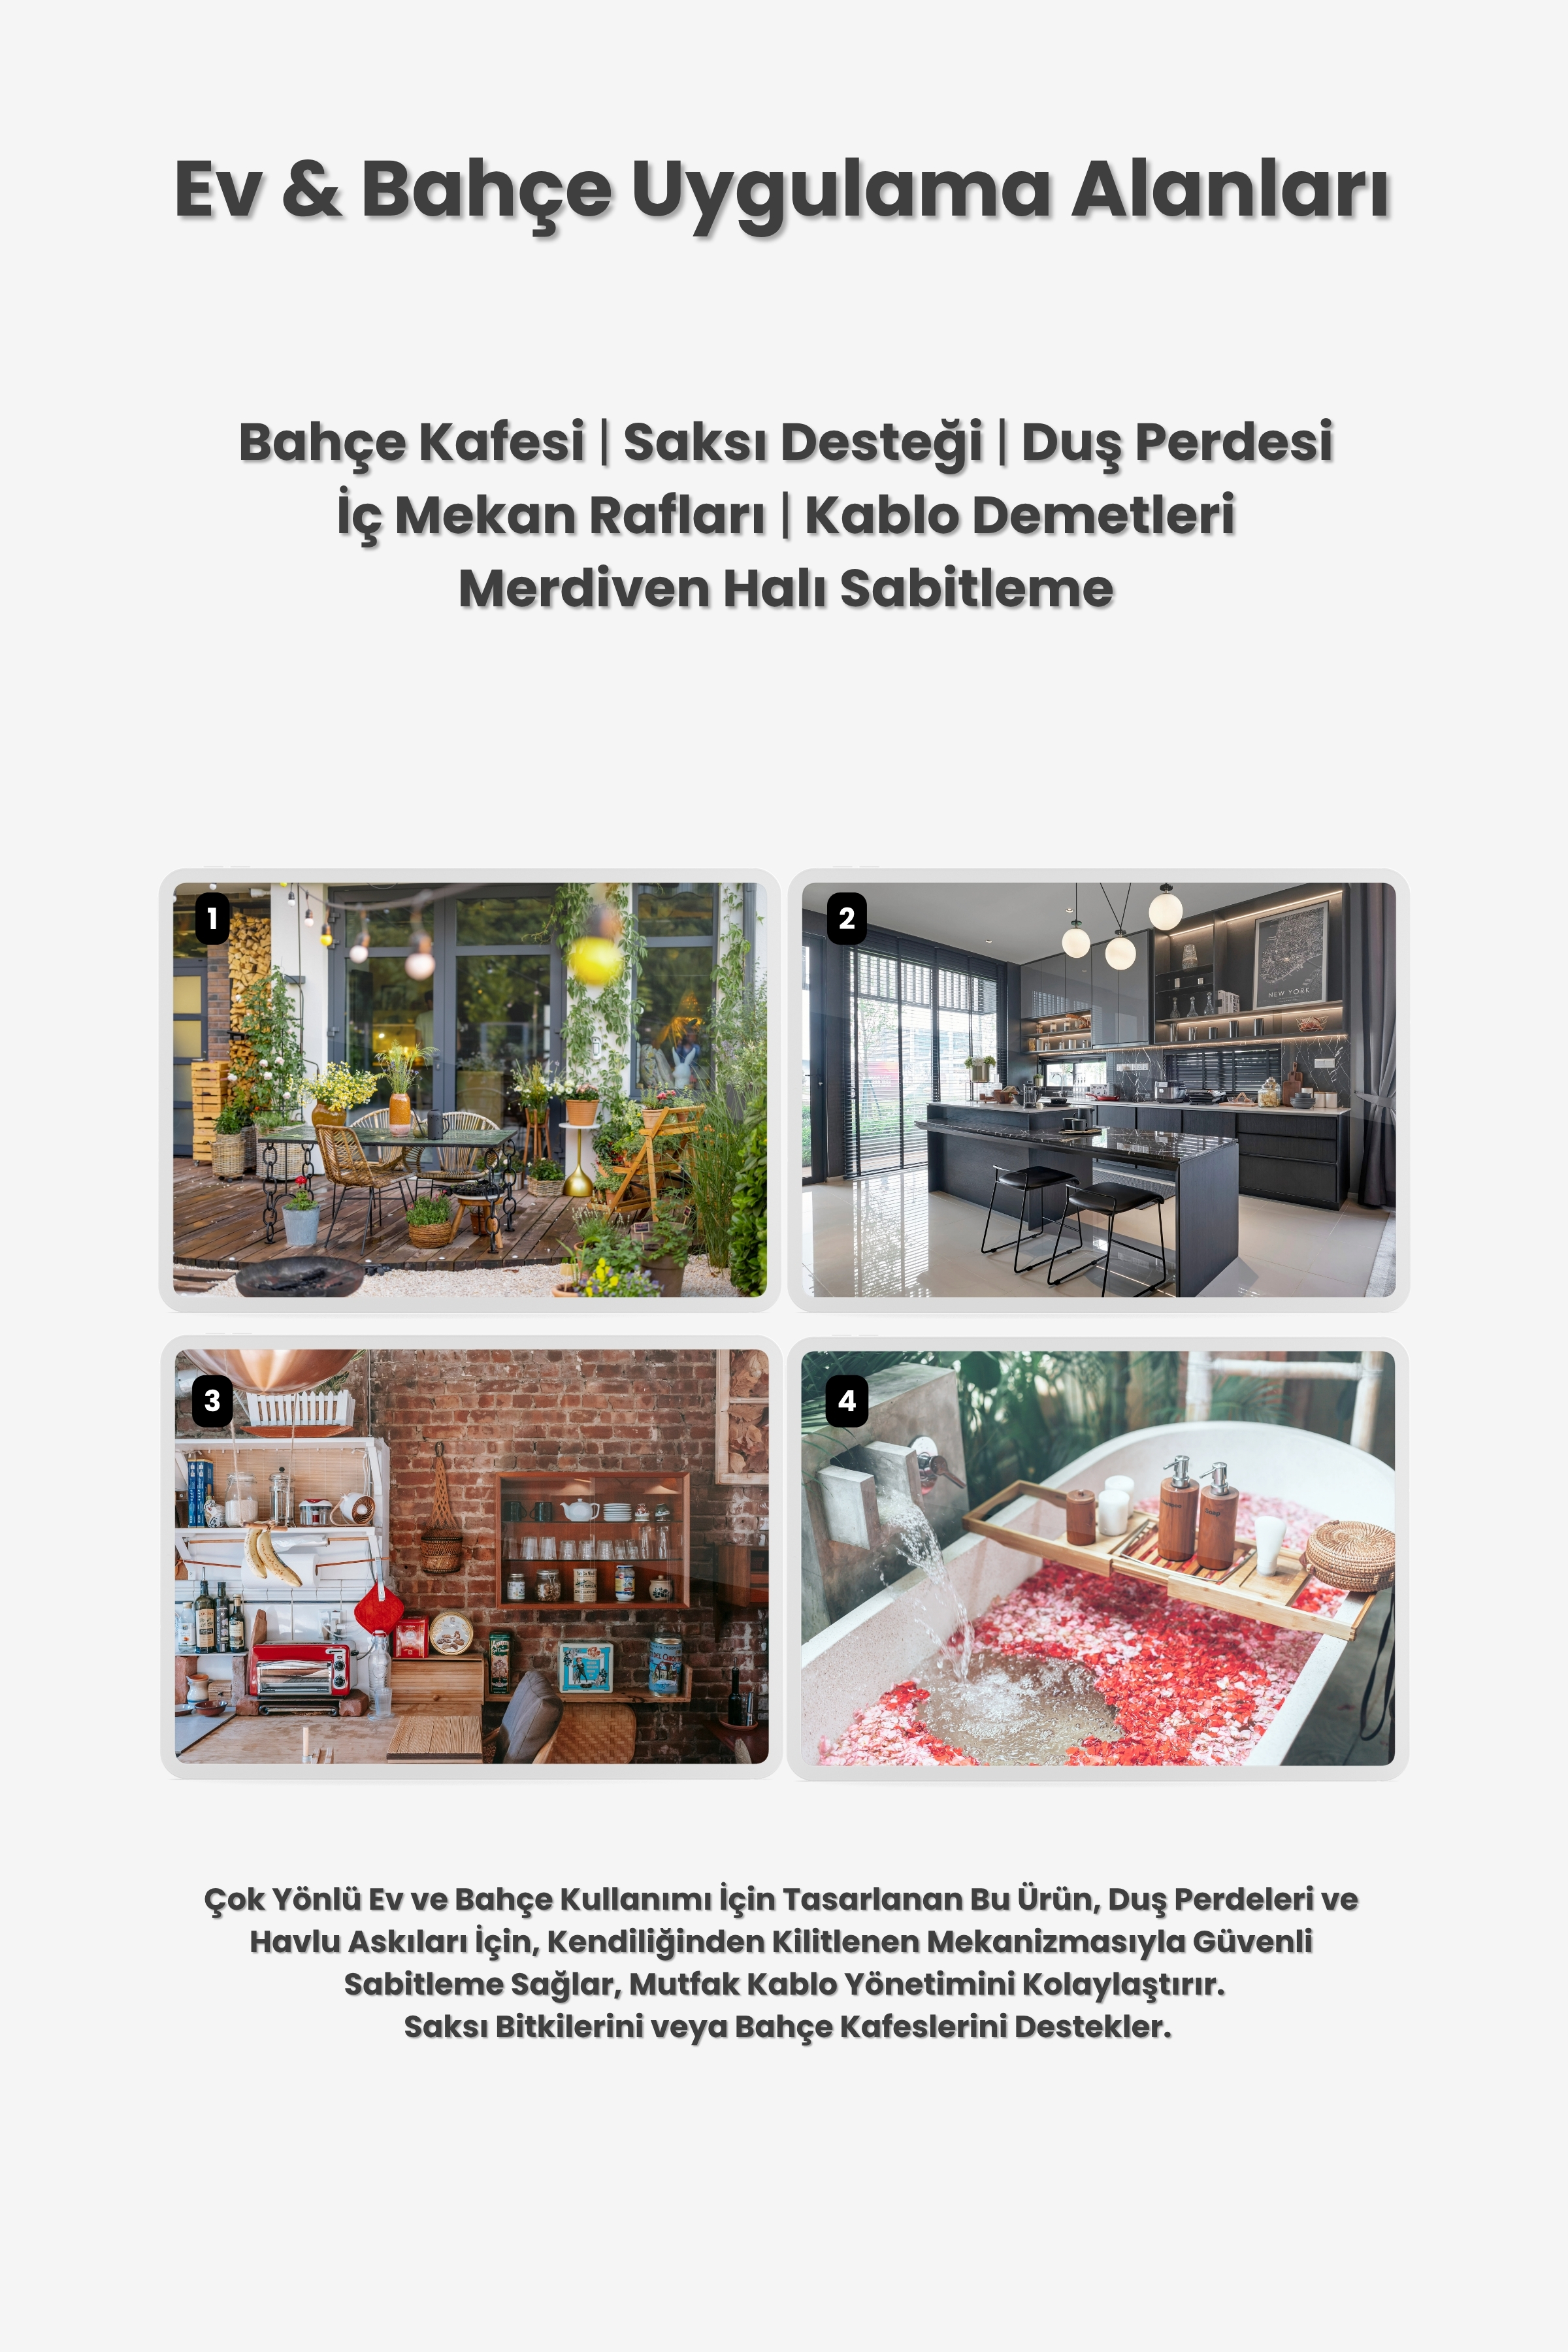 Ev & Bahçe Uygulama Alanları
Bahçe Kafesi | Saksı Desteği | Duş Perdesi
İç Mekan Rafları | Kablo Demetleri
Merdiven Halı Sabitleme
1
2
NEW YORK
3
4
Çok Yönlü Ev ve Bahçe Kullanımı İçin Tasarlanan Bu Ürün, Duş Perdeleri ve
Havlu Askıları İçin, Kendiliğinden Kilitlenen Mekanizmasıyla Güvenli
Sabitleme Sağlar, Mutfak Kablo Yönetimini Kolaylaştırır.
Saksı Bitkilerini veya Bahçe Kafeslerini Destekler.